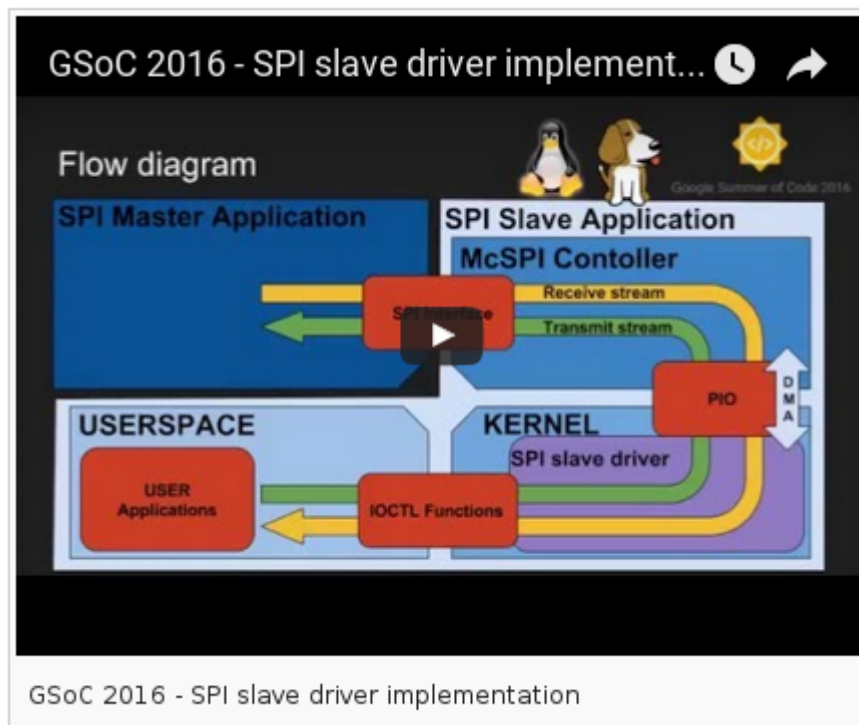 GSoC 2016 - SPI slave driver implement...
Flow diagram
</>
Google Summer of Code 2016
SPI Master Application
SPI Slave Application
McSPI Contoller
SPI Interface
Receive stream
Transmit stream
PIO
DMA
USERSPACE
KERNEL
SPI slave driver
USER
Applications
IOCTL Functions
GSoC 2016 - SPI slave driver implementation